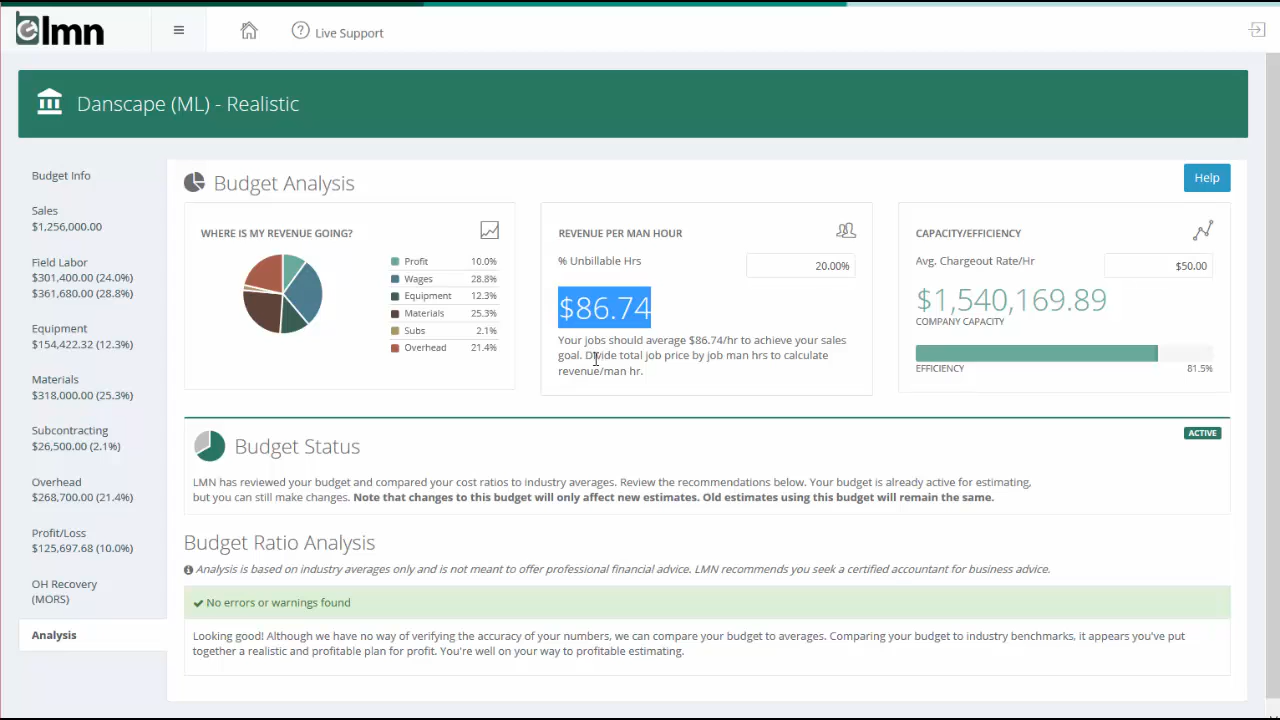 lmn
Live Support
Danscape (ML) - Realistic
Budget Info
Sales
$1,256,000.00
Field Labor
$301,400.00 (24.0%)
$361,680.00 (28.8%)
Equipment
$154,422.32 (12.3%)
Materials
$318,000.00 (25.3%)
Subcontracting
$26,500.00 (2.1%)
Overhead
$268,700.00 (21.4%)
Profit/Loss
$125,697.68 (10.0%)
OH Recovery
(MORS)
Analysis
Budget Analysis
Help
WHERE IS MY REVENUE GOING?
Profit 10.0%
Wages 28.8%
Equipment 12.3%
Materials 25.3%
Subs 2.1%
Overhead 21.4%
REVENUE PER MAN HOUR
% Unbillable Hrs 20.00%
$86.74
Your jobs should average $86.74/hr to achieve your sales
goal. Divide total job price by job man hrs to calculate
revenue/man hr.
CAPACITY/EFFICIENCY
Avg. Chargeout Rate/Hr $50.00
$1,540,169.89
COMPANY CAPACITY
EFFICIENCY 81.5%
Budget Status
ACTIVE
LMN has reviewed your budget and compared your cost ratios to industry averages. Review the recommendations below. Your budget is already active for estimating,
but you can still make changes. Note that changes to this budget will only affect new estimates. Old estimates using this budget will remain the same.
Budget Ratio Analysis
Analysis is based on industry averages only and is not meant to offer professional financial advice. LMN recommends you seek a certified accountant for business advice.
No errors or warnings found
Looking good! Although we have no way of verifying the accuracy of your numbers, we can compare your budget to averages. Comparing your budget to industry benchmarks, it appears you've put
together a realistic and profitable plan for profit. You're well on your way to profitable estimating.